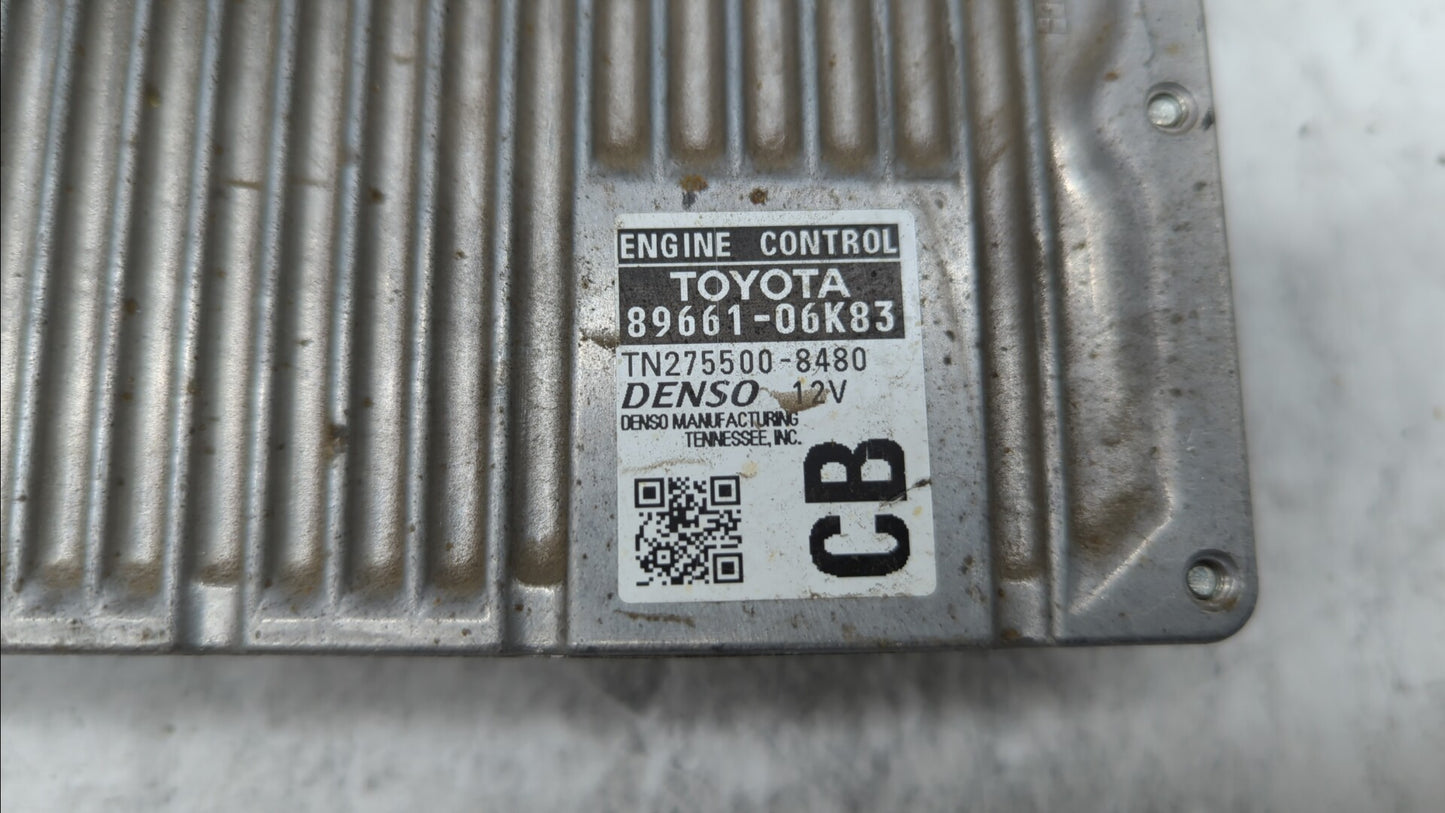 ENGINE CONTROL
TOYOTA
89661-06K83
TN275500-8480
DENSO 12V
DENSO MANUFACTURING
TENNESSEE, INC.
CB